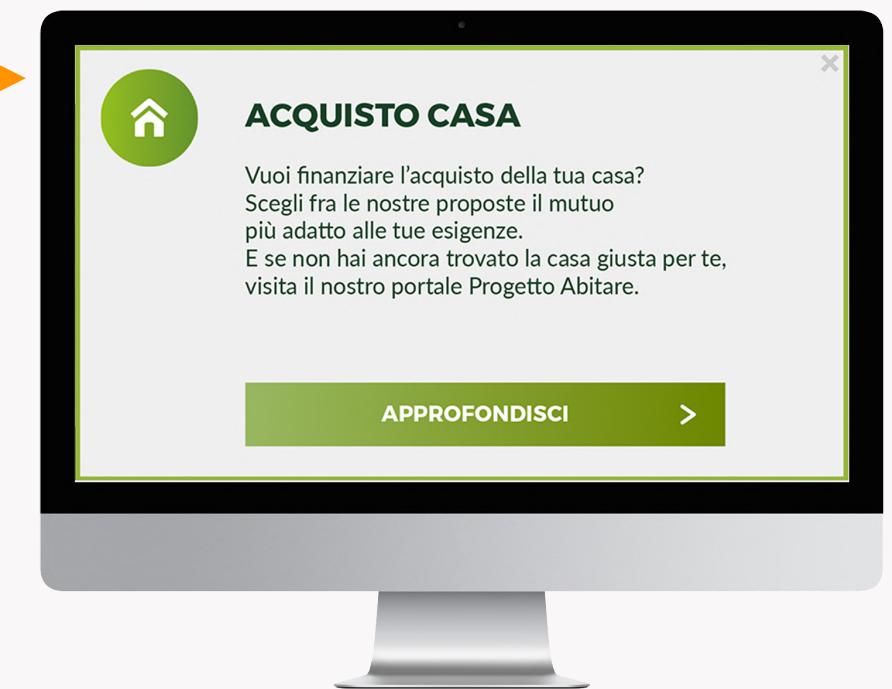 ACQUISTO CASA
Vuoi finanziare l’acquisto della tua casa?
Scegli fra le nostre proposte il mutuo
più adatto alle tue esigenze.
E se non hai ancora trovato la casa giusta per te,
visita il nostro portale Progetto Abitare.
APPROFONDISCI